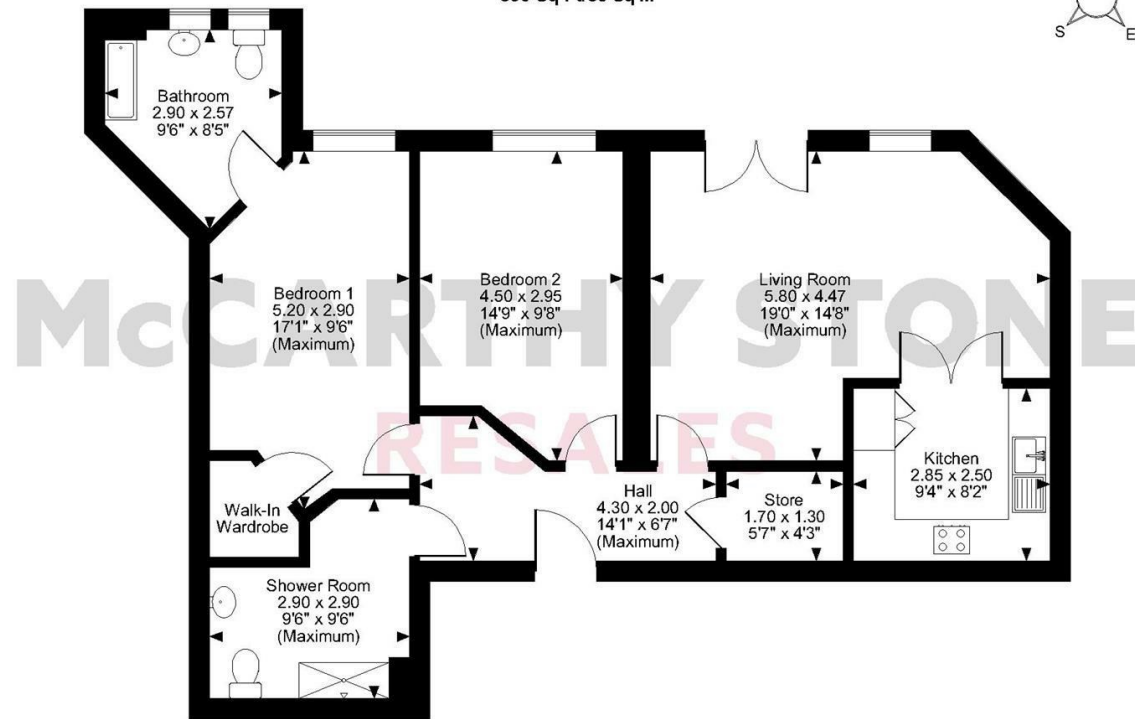 S
E
Bathroom
2.90 x 2.57
9'6" x 8'5"
Bedroom 1
5.20 x 2.90
17'1" x 9'6"
(Maximum)
Bedroom 2
4.50 x 2.95
14'9" x 9'8"
(Maximum)
Living Room
5.80 x 4.47
19'0" x 14'8"
(Maximum)
McCARTHY STONE
RESALES
Kitchen
2.85 x 2.50
9'4" x 8'2"
Walk-In
Wardrobe
Hall
4.30 x 2.00
14'1" x 6'7"
(Maximum)
Store
1.70 x 1.30
5'7" x 4'3"
Shower Room
2.90 x 2.90
9'6" x 9'6"
(Maximum)